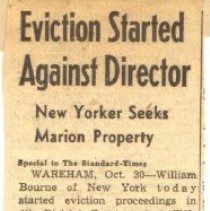 Eviction Started
Against Director
New Yorker Seeks
Marion Property
Special to The Standard-Times
WAREHAM, Oct. 30—William
Bourne of New York today
started eviction proceedings in